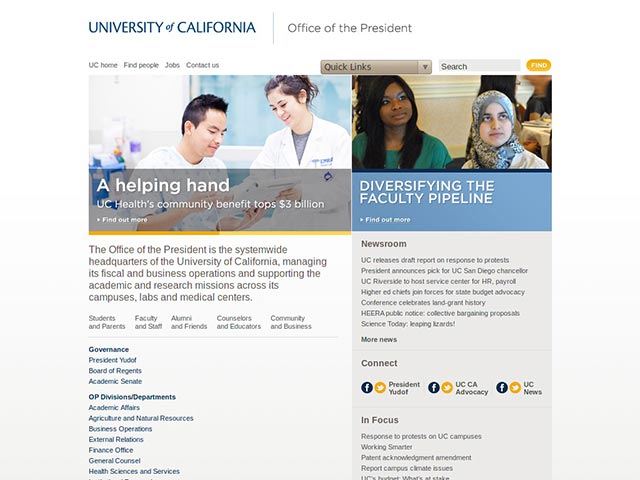 UNIVERSITY of CALIFORNIA
Office of the President
UC home Find people Jobs Contact us
Quick Links
Search
FIND
A helping hand
UC Health's community benefit tops $3 billion
Find out more
DIVERSIFYING THE
FACULTY PIPELINE
Find out more
The Office of the President is the systemwide
headquarters of the University of California, managing
its fiscal and business operations and supporting the
academic and research missions across its
campuses, labs and medical centers.
Students and Parents
Faculty and Staff
Alumni and Friends
Counselors and Educators
Community and Business
Governance
President Yudof
Board of Regents
Academic Senate
OP Divisions/Departments
Academic Affairs
Agriculture and Natural Resources
Business Operations
External Relations
Finance Office
General Counsel
Health Sciences and Services
Newsroom
UC releases draft report on response to protests
President announces pick for UC San Diego chancellor
UC Riverside to host service center for HR, payroll
Higher ed chiefs join forces for state budget advocacy
Conference celebrates land-grant history
HEERA public notice: collective bargaining proposals
Science Today: leaping lizards!
More news
Connect
President Yudof
UC CA Advocacy
UC News
In Focus
Response to protests on UC campuses
Working Smarter
Patent acknowledgment amendment
Report campus climate issues
UC's budget: What's at stake